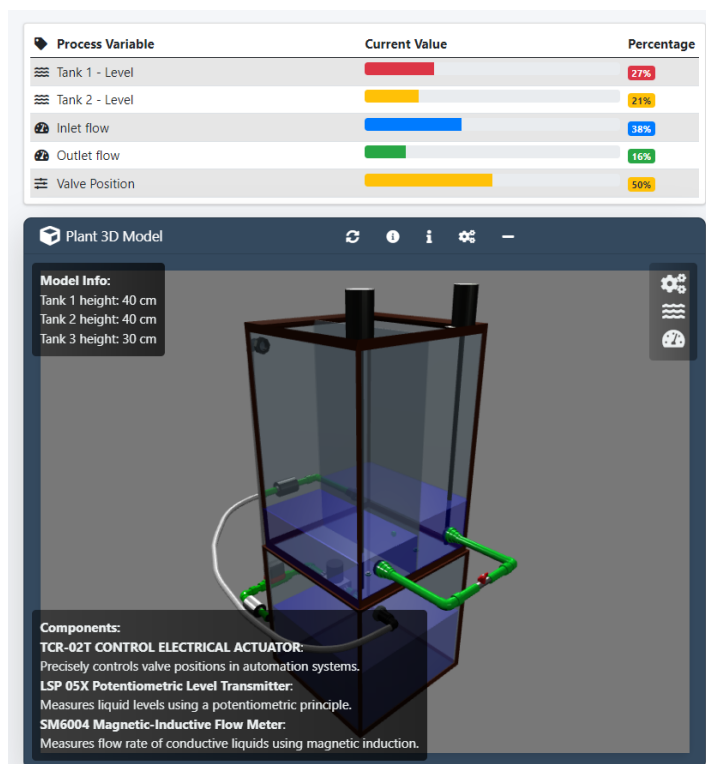 Process Variable Current Value Percentage
Tank 1 - Level 27%
Tank 2 - Level 21%
Inlet flow 38%
Outlet flow 16%
Valve Position 50%
Plant 3D Model
Model Info:
Tank 1 height: 40 cm
Tank 2 height: 40 cm
Tank 3 height: 30 cm
Components:
TCR-02T CONTROL ELECTRICAL ACTUATOR:
Precisely controls valve positions in automation systems.
LSP 05X Potentiometric Level Transmitter:
Measures liquid levels using a potentiometric principle.
SM6004 Magnetic-Inductive Flow Meter:
Measures flow rate of conductive liquids using magnetic induction.